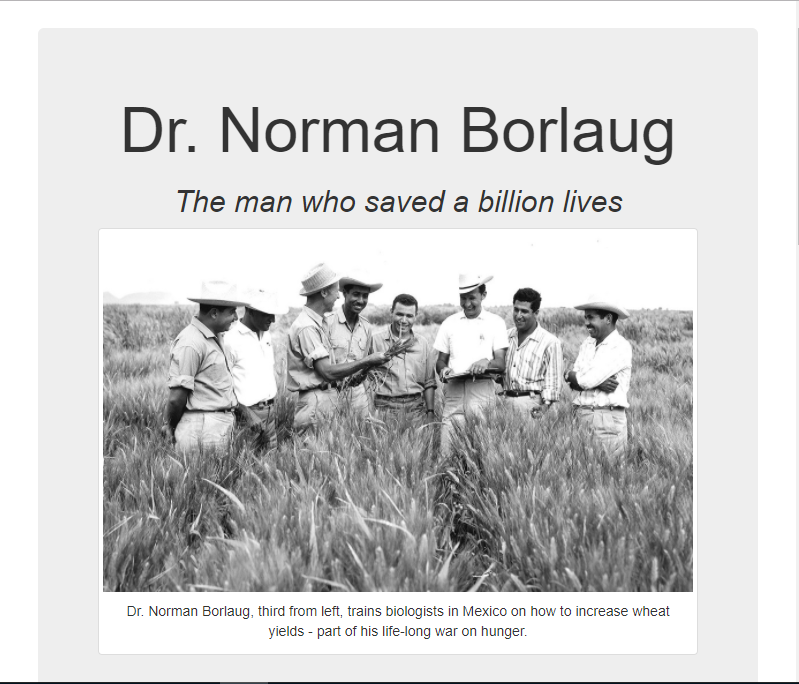 Dr. Norman Borlaug
The man who saved a billion lives
Dr. Norman Borlaug, third from left, trains biologists in Mexico on how to increase wheat
yields - part of his life-long war on hunger.